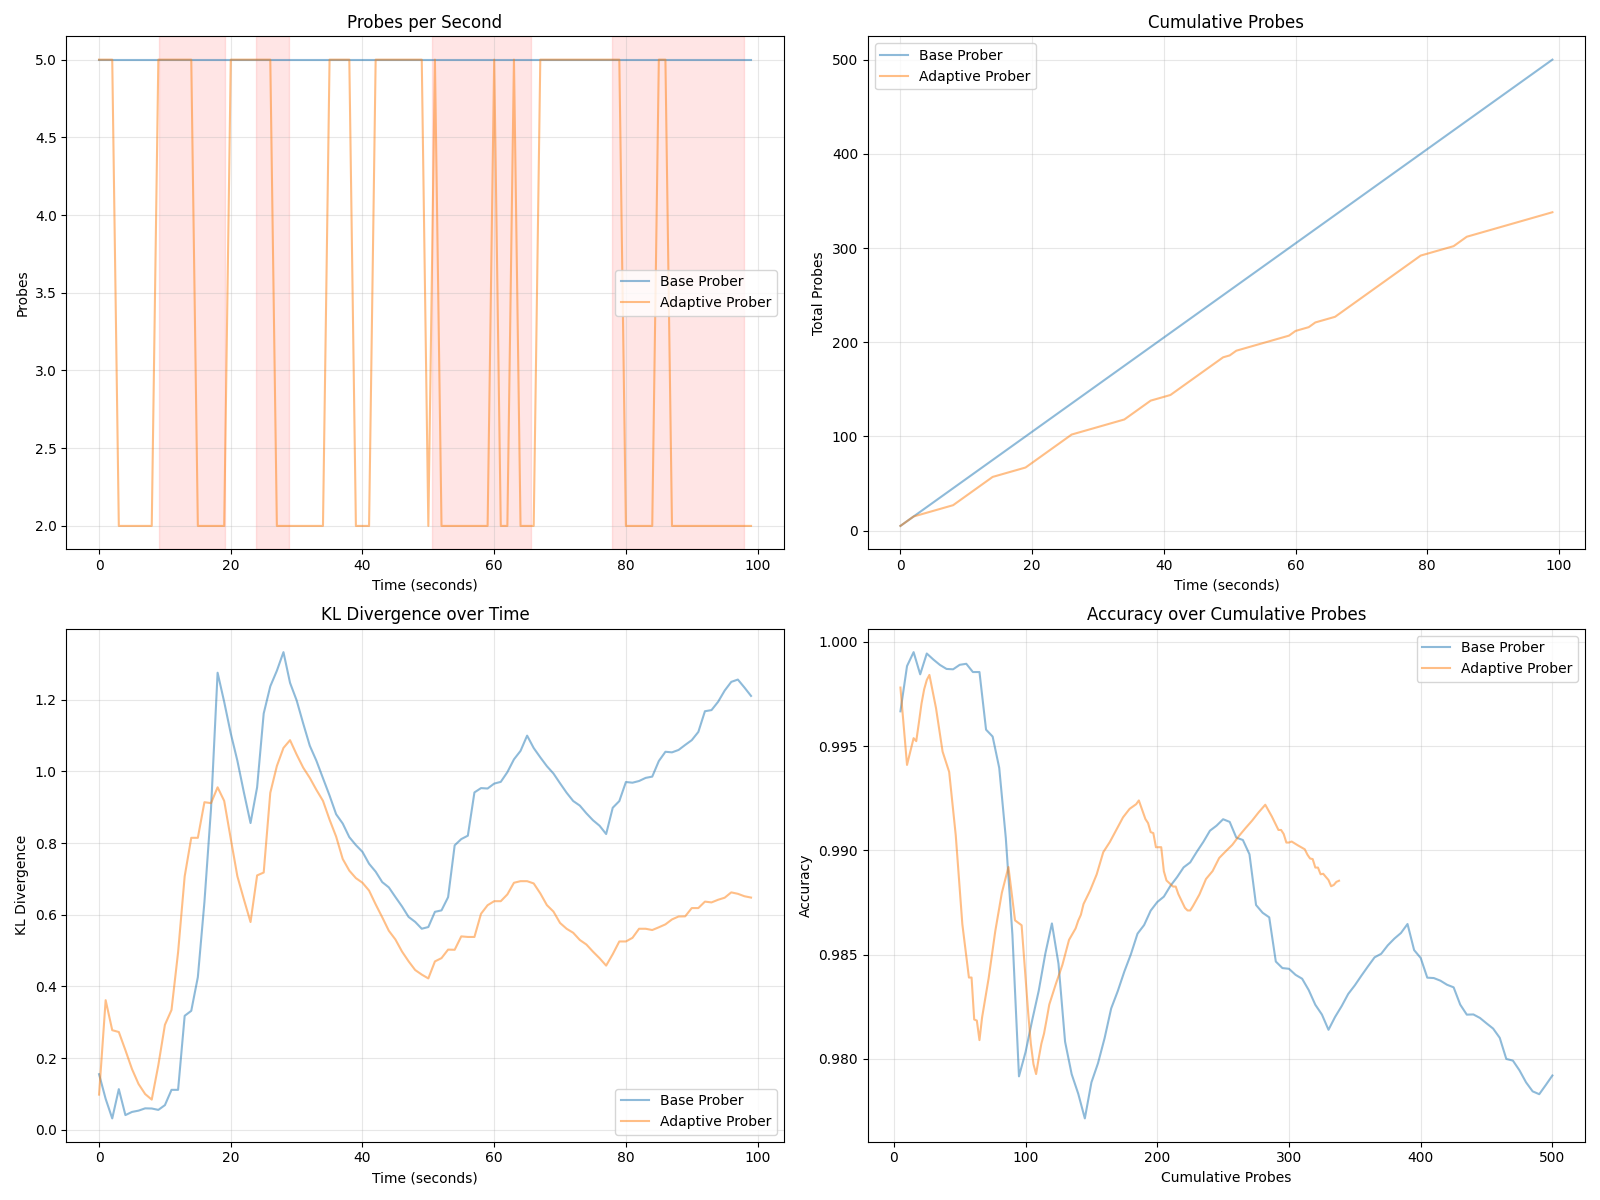 Probes per Second
Probes
5.0
4.5
4.0
3.5
3.0
2.5
2.0
Base Prober
Adaptive Prober
0 20 40 60 80 100
Time (seconds)
Cumulative Probes
Total Probes
500
400
300
200
100
0
Base Prober
Adaptive Prober
0 20 40 60 80 100
Time (seconds)
KL Divergence over Time
KL Divergence
1.2
1.0
0.8
0.6
0.4
0.2
0.0
Base Prober
Adaptive Prober
0 20 40 60 80 100
Time (seconds)
Accuracy over Cumulative Probes
Accuracy
1.000
0.995
0.990
0.985
0.980
Base Prober
Adaptive Prober
0 100 200 300 400 500
Cumulative Probes